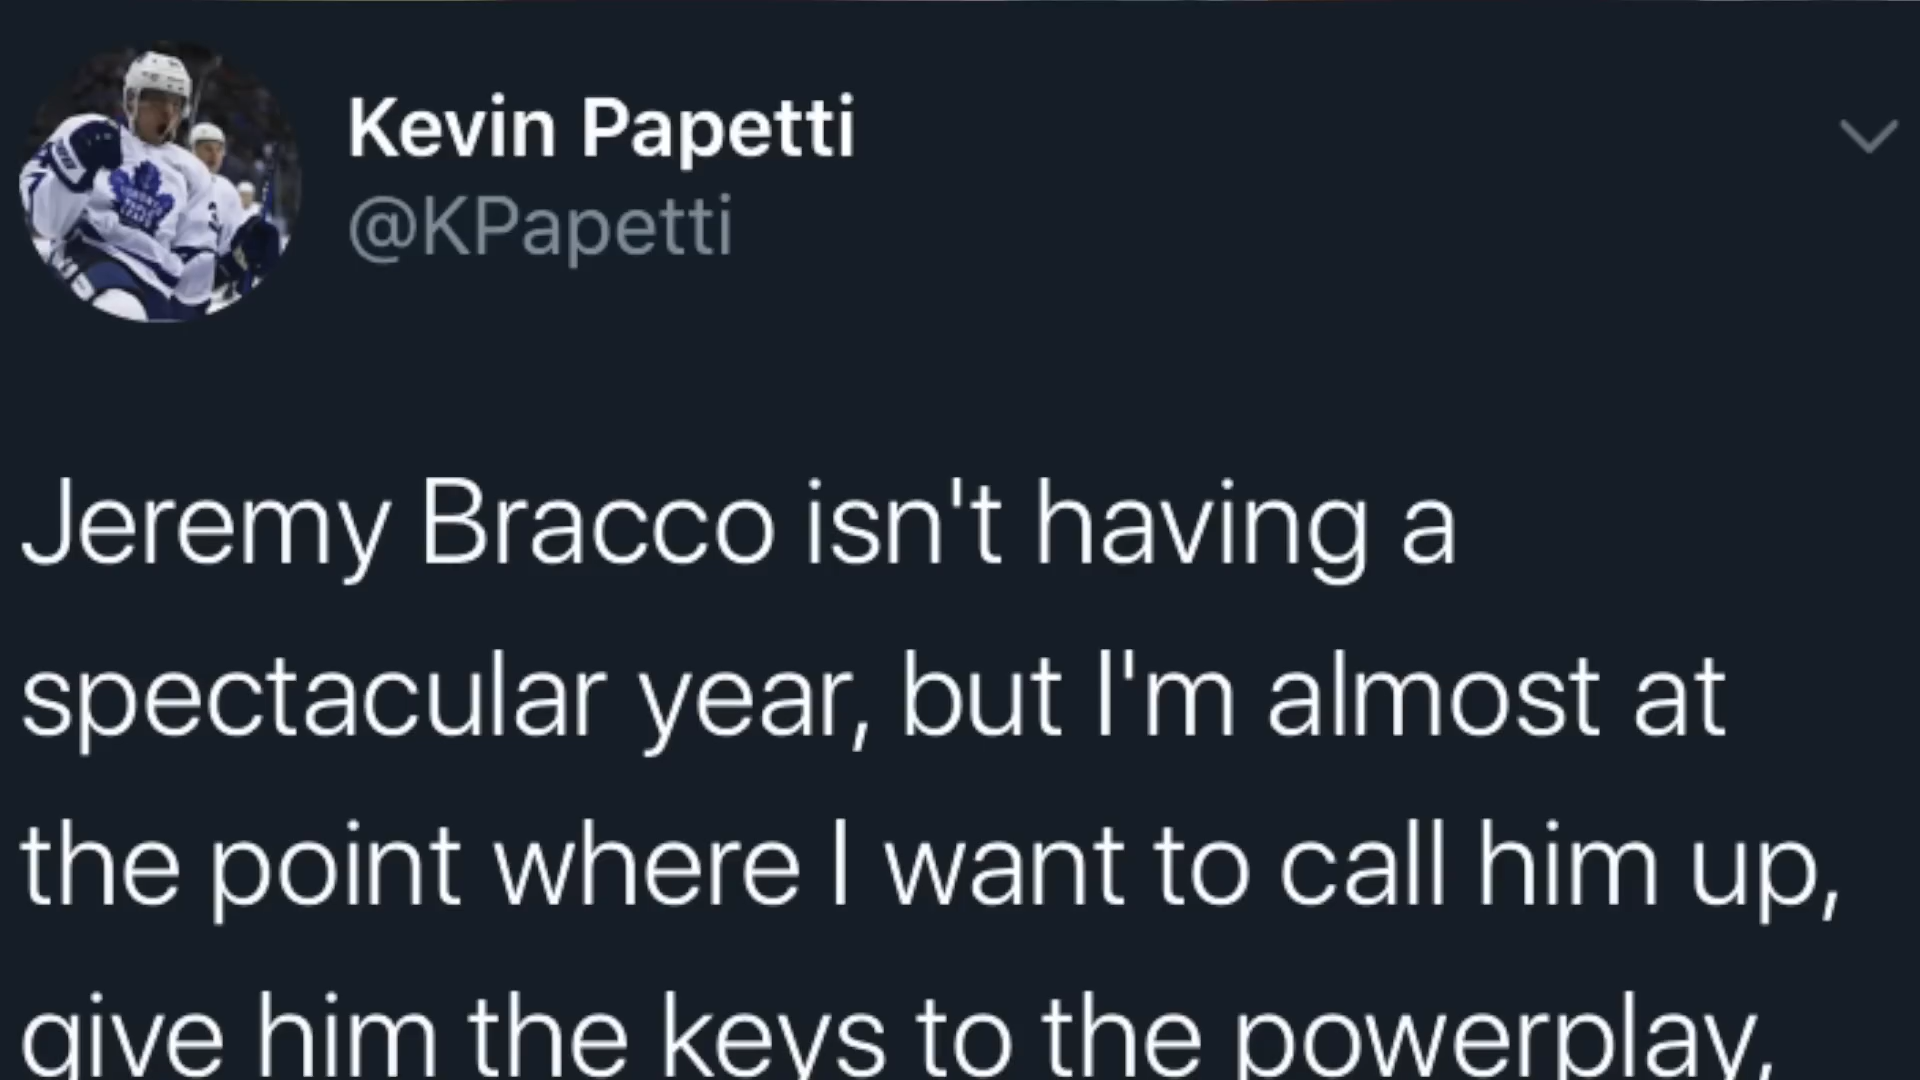 Kevin Papetti
@KPapetti
Jeremy Bracco isn't having a
spectacular year, but I'm almost at
the point where I want to call him up,
give him the keys to the powerplay,